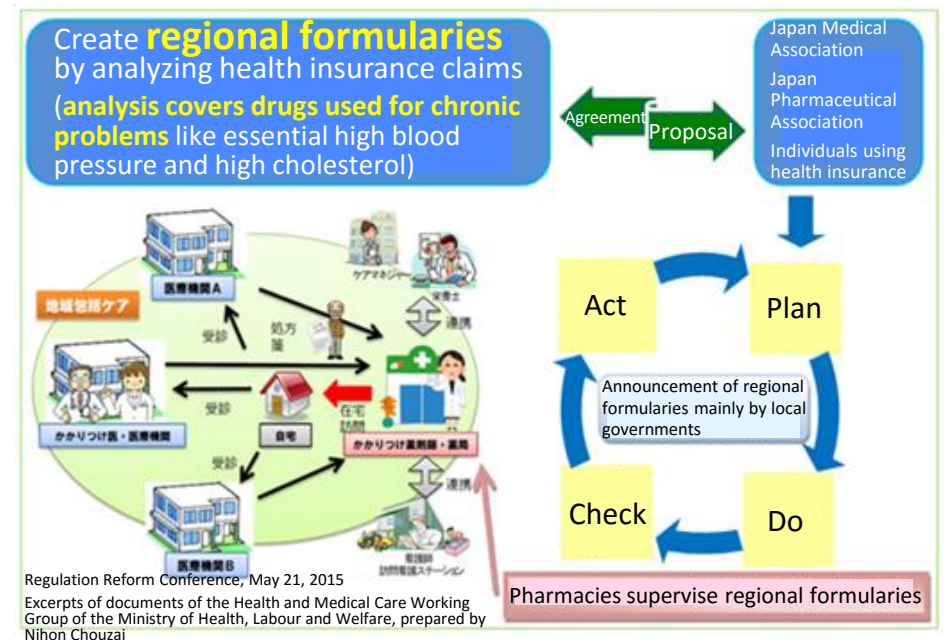 Create regional formularies
by analyzing health insurance claims
(analysis covers drugs used for chronic
problems like essential high blood
pressure and high cholesterol)
Agreement
Proposal
Japan Medical
Association
Japan
Pharmaceutical
Association
Individuals using
health insurance
地域包括ケア
医療機関A
ケアマネジャー
栄養士
連携
受診
処方
箋
受診
在宅
訪問
かかりつけ医・医療機関
自宅
かかりつけ薬剤師・薬局
受診
連携
医療機関B
看護師
訪問看護ステーション
Act
Plan
Announcement of regional
formularies mainly by local
governments
Check
Do
Pharmacies supervise regional formularies
Regulation Reform Conference, May 21, 2015
Excerpts of documents of the Health and Medical Care Working
Group of the Ministry of Health, Labour and Welfare, prepared by
Nihon Chouzai